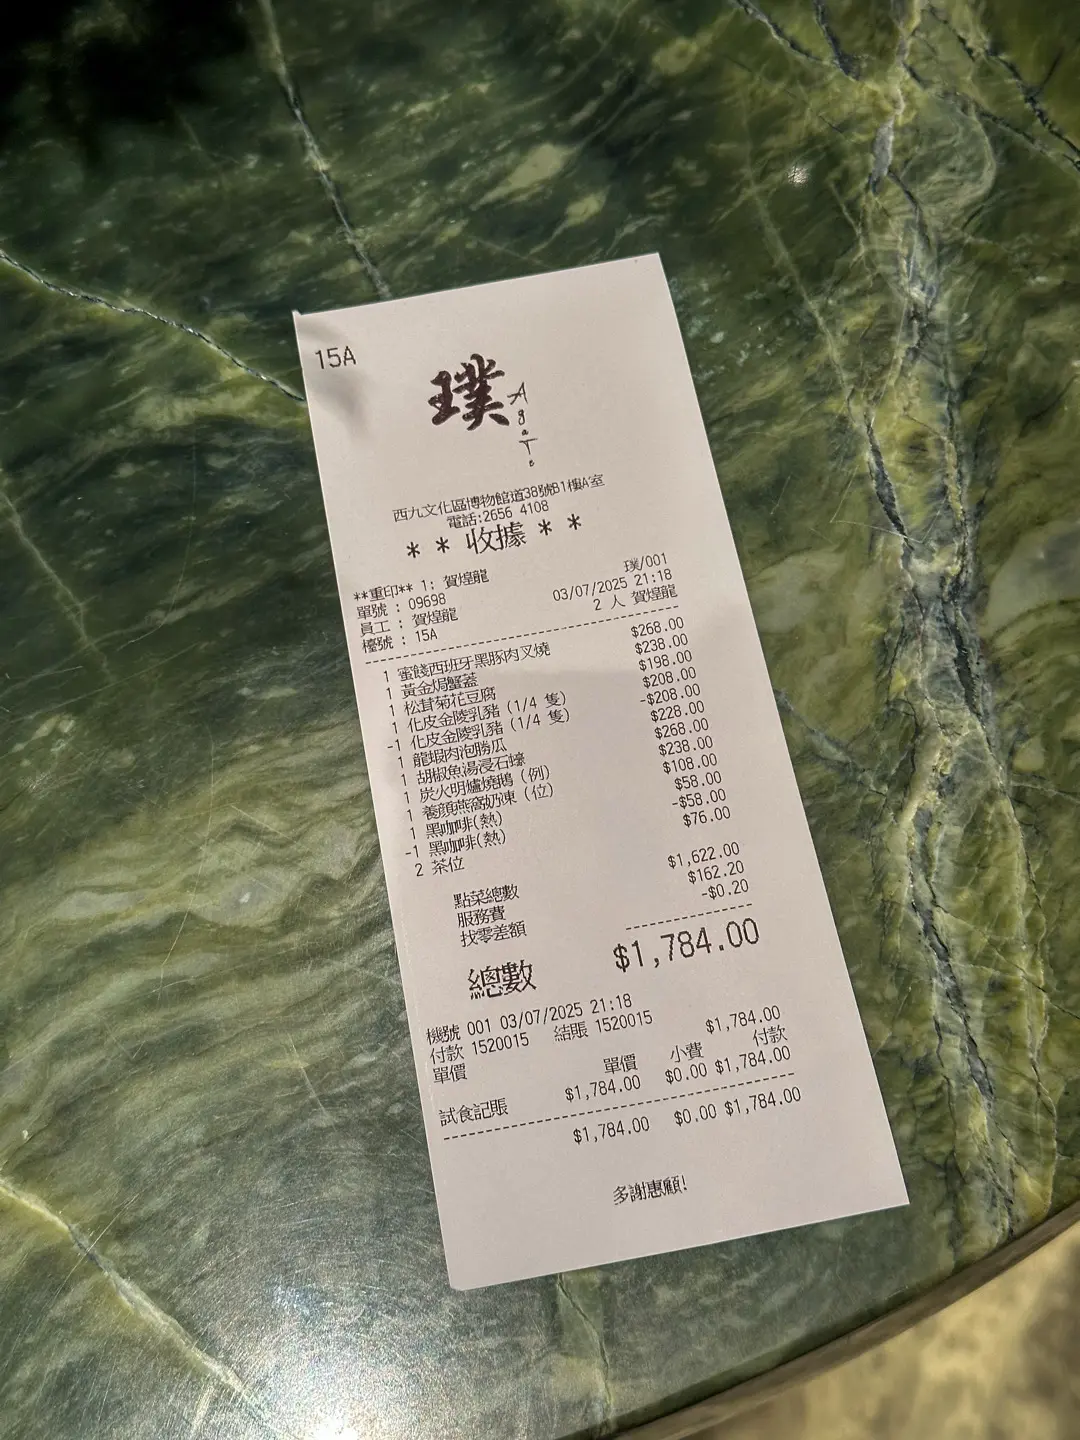 15A
璞
AgaTe
西九文化區博物館道38號B1樓A室
電話:2656 4108
* * 收據 * *
**重印** 1: 賀煌龍 璞/001
單號 : 09698 03/07/2025 21:18
員工 : 賀煌龍 2 人 賀煌龍
檯號 : 15A
1 蜜餞西班牙黑豚肉叉燒 $268.00
1 黃金焗蟹蓋 $238.00
1 松茸菊花豆腐 $198.00
1 化皮金陵乳豬 (1/4 隻) $208.00
-1 化皮金陵乳豬 (1/4 隻) -$208.00
1 龍蝦肉泡勝瓜 $228.00
1 胡椒魚湯浸石蠔 $268.00
1 炭火明爐燒鵝 (例) $238.00
1 養顏燕窩奶凍 (位) $108.00
1 黑咖啡(熱) $58.00
-1 黑咖啡(熱) -$58.00
2 茶位 $76.00
點菜總數 $1,622.00
服務費 $162.20
找零差額 -$0.20
總數 $1,784.00
機號 001 03/07/2025 21:18
付款 1520015 結賬 1520015
單價 $1,784.00
單價 小費 付款
試食記賬 $1,784.00 $0.00 $1,784.00
$1,784.00 $0.00 $1,784.00
多謝惠顧!